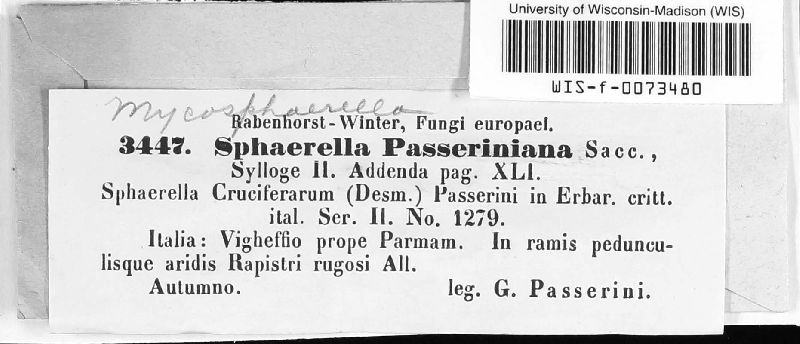 University of Wisconsin-Madison (WIS)
WIS-f-0073480
Mycosphaerella
Rabenhorst-Winter, Fungi europaei.
3447. Sphaerella Passeriniana Sacc.,
Sylloge II. Addenda pag. XLI.
Sphaerella Cruciferarum (Desm.) Passerini in Erbar. critt.
ital. Ser. II. No. 1279.
Italia: Vigheffio prope Parmam. In ramis peduncu-
lisque aridis Rapistri rugosi All.
Autumno. leg. G. Passerini.